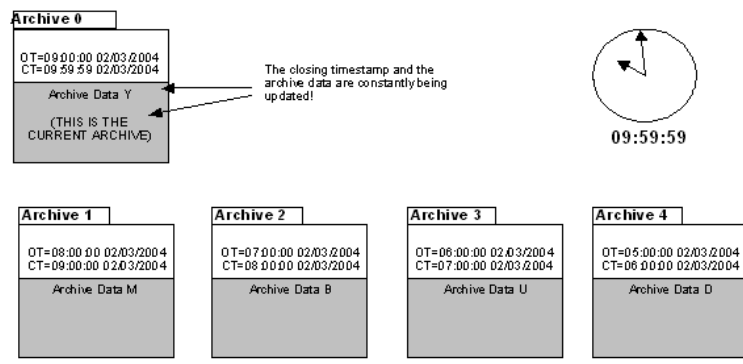 Archive 0
OT=09:00:00 02/03/2004
CT=09:59:59 02/03/2004
Archive Data Y
(THIS IS THE
CURRENT ARCHIVE)
The closing timestamp and the
archive data are constantly being
updated!
09:59:59
Archive 1
OT=08:00:00 02/03/2004
CT=09:00:00 02/03/2004
Archive Data M
Archive 2
OT=07:00:00 02/03/2004
CT=08:00:00 02/03/2004
Archive Data B
Archive 3
OT=06:00:00 02/03/2004
CT=07:00:00 02/03/2004
Archive Data U
Archive 4
OT=05:00:00 02/03/2004
CT=06:00:00 02/03/2004
Archive Data D